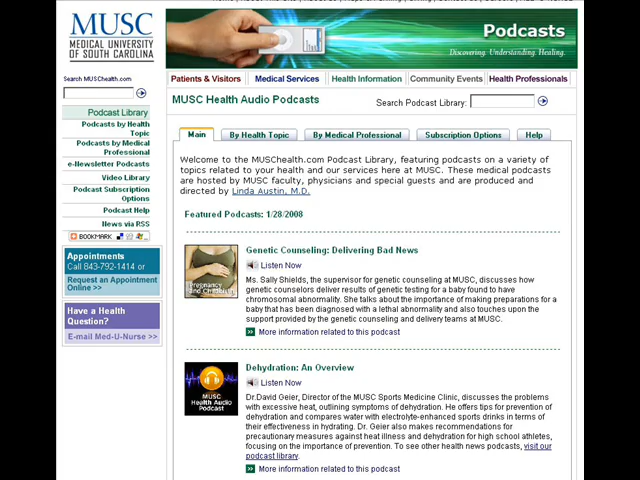 MUSC
MEDICAL UNIVERSITY
OF SOUTH CAROLINA
Podcasts
Discovering. Understanding. Healing.
Search MUSChealth.com
Patients & Visitors
Medical Services
Health Information
Community Events
Health Professionals
MUSC Health Audio Podcasts
Search Podcast Library:
Podcast Library
Podcasts by Health
Topic
Podcasts by Medical
Professional
e-Newsletter Podcasts
Video Library
Podcast Subscription
Options
Podcast Help
News via RSS
BOOKMARK
Appointments
Call 843-792-1414 or
Request an Appointment
Online >>
Have a Health
Question?
E-mail Med-U-Nurse >>
Main
By Health Topic
By Medical Professional
Subscription Options
Help
Welcome to the MUSChealth.com Podcast Library, featuring podcasts on a variety of
topics related to your health and our services here at MUSC. These medical podcasts
are hosted by MUSC faculty, physicians and special guests and are produced and
directed by Linda Austin, M.D.
Featured Podcasts: 1/28/2008
Pregnancy
and Childbirth
Genetic Counseling: Delivering Bad News
Listen Now
Ms. Sally Shields, the supervisor for genetic counseling at MUSC, discusses how
genetic counselors deliver results of genetic testing for a baby found to have
chromosomal abnormality. She talks about the importance of making preparations for a
baby that has been diagnosed with a lethal abnormality and also touches upon the
support provided by the genetic counseling and delivery teams at MUSC.
More information related to this podcast
MUSC
Health Audio
Podcast
Dehydration: An Overview
Listen Now
Dr.David Geier, Director of the MUSC Sports Medicine Clinic, discusses the problems
with excessive heat, outlining symptoms of dehydration. He offers tips for prevention of
dehydration and compares water with electrolyte-enhanced sports drinks in terms of
their effectiveness in hydrating. Dr. Geier also makes recommendations for
precautionary measures against heat illness and dehydration for high school athletes,
focusing on the importance of prevention. To see other health news podcasts, visit our
podcast library.
More information related to this podcast